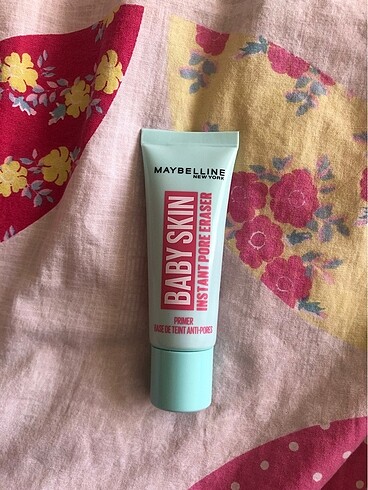 MAYBELLINE
NEW YORK
BABY SKIN
INSTANT PORE ERASER
PRIMER
BASE DE TEINT ANTI-PORES